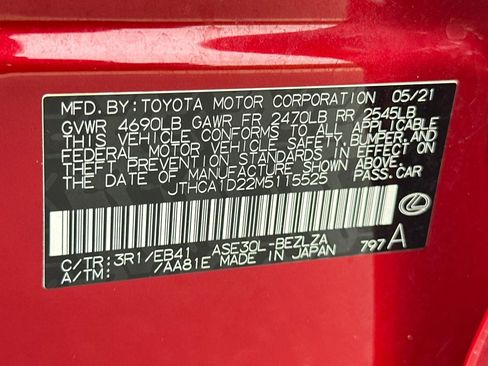 MFD. BY: TOYOTA MOTOR CORPORATION 05/21
GVWR 4690LB GAWR FR 2470LB RR 2545LB
THIS VEHICLE CONFORMS TO ALL APPLICABLE
FEDERAL MOTOR VEHICLE SAFETY, BUMPER, AND
THEFT PREVENTION STANDARDS IN EFFECT ON
THE DATE OF MANUFACTURE SHOWN ABOVE.
JTHCA1D22M5115525 PASS. CAR
C/TR: 3R1/EB41 ASE30L-BEZLZA
A/TM: /AA81E MADE IN JAPAN 797 A